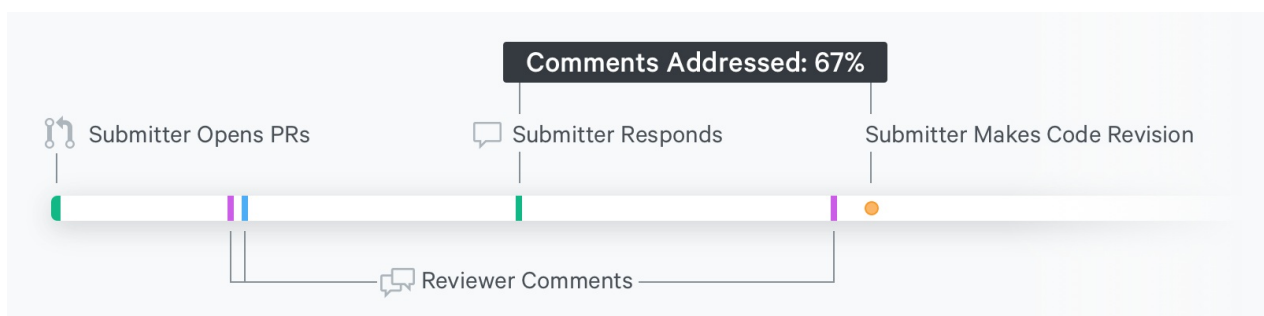 Comments Addressed: 67%
Submitter Opens PRs
Submitter Responds
Submitter Makes Code Revision
Reviewer Comments